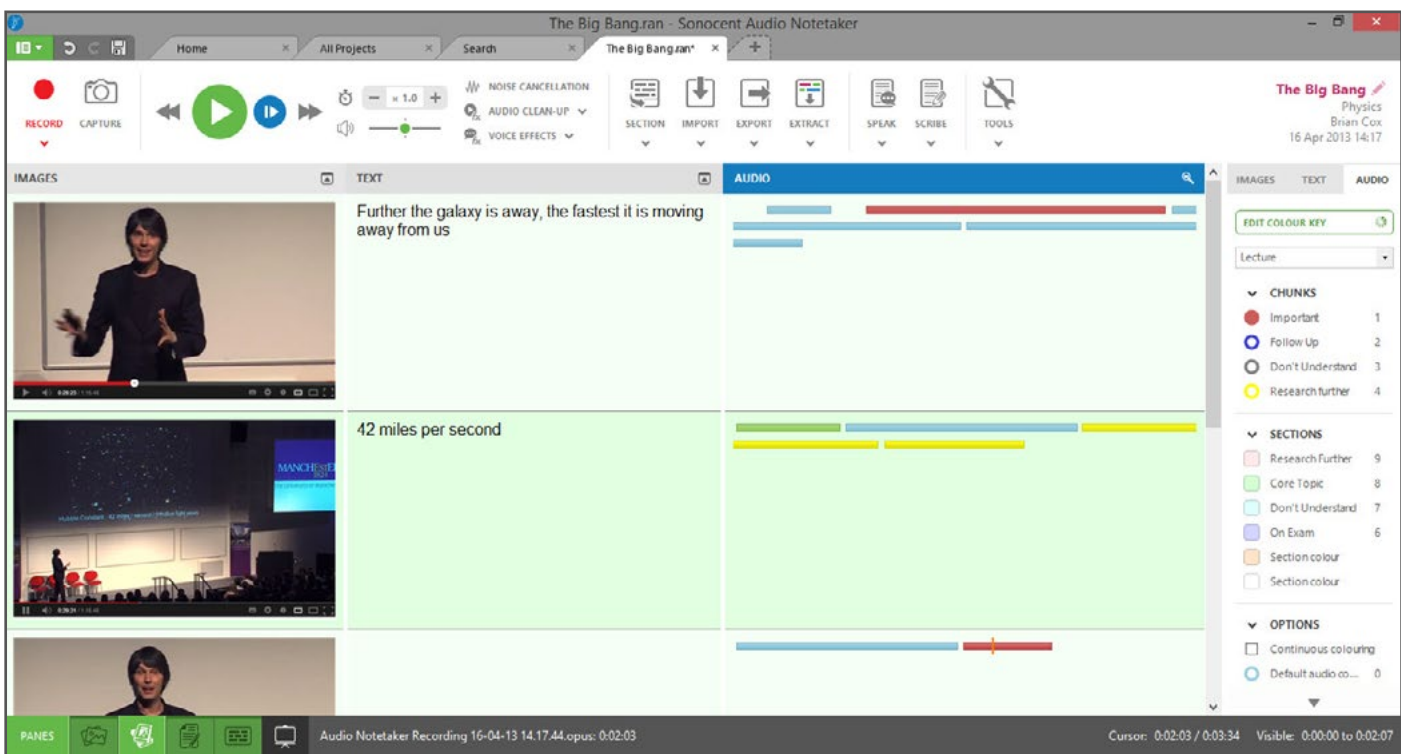 The Big Bang.ran - Sonocent Audio Notetaker
Home
All Projects
Search
The Big Bang.ran*
RECORD
CAPTURE
x 1.0
NOISE CANCELLATION
AUDIO CLEAN-UP
VOICE EFFECTS
SECTION
IMPORT
EXPORT
EXTRACT
SPEAK
SCRIBE
TOOLS
The Big Bang
Physics
Brian Cox
16 Apr 2013 14:17
IMAGES
TEXT
AUDIO
Further the galaxy is away, the fastest it is moving
away from us
42 miles per second
MANCHESTER
1824
IMAGES TEXT AUDIO
EDIT COLOUR KEY
Lecture
CHUNKS
Important 1
Follow Up 2
Don't Understand 3
Research further 4
SECTIONS
Research Further 9
Core Topic 8
Don't Understand 7
On Exam 6
Section colour
Section colour
OPTIONS
Continuous colouring
Default audio co... 0
PANES
Audio Notetaker Recording 16-04-13 14.17.44.opus: 0:02:03
Cursor: 0:02:03 / 0:03:34 Visible: 0:00:00 to 0:02:07